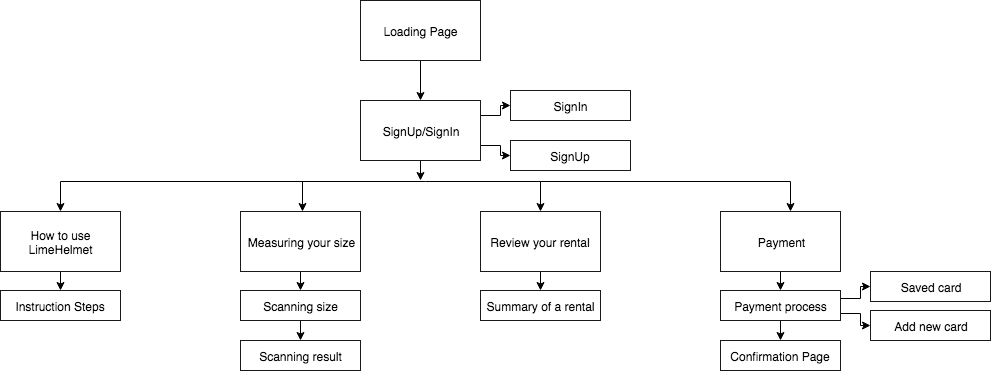 Loading Page
SignUp/SignIn
SignIn
SignUp
How to use
LimeHelmet
Measuring your size
Review your rental
Payment
Instruction Steps
Scanning size
Summary of a rental
Payment process
Saved card
Add new card
Scanning result
Confirmation Page